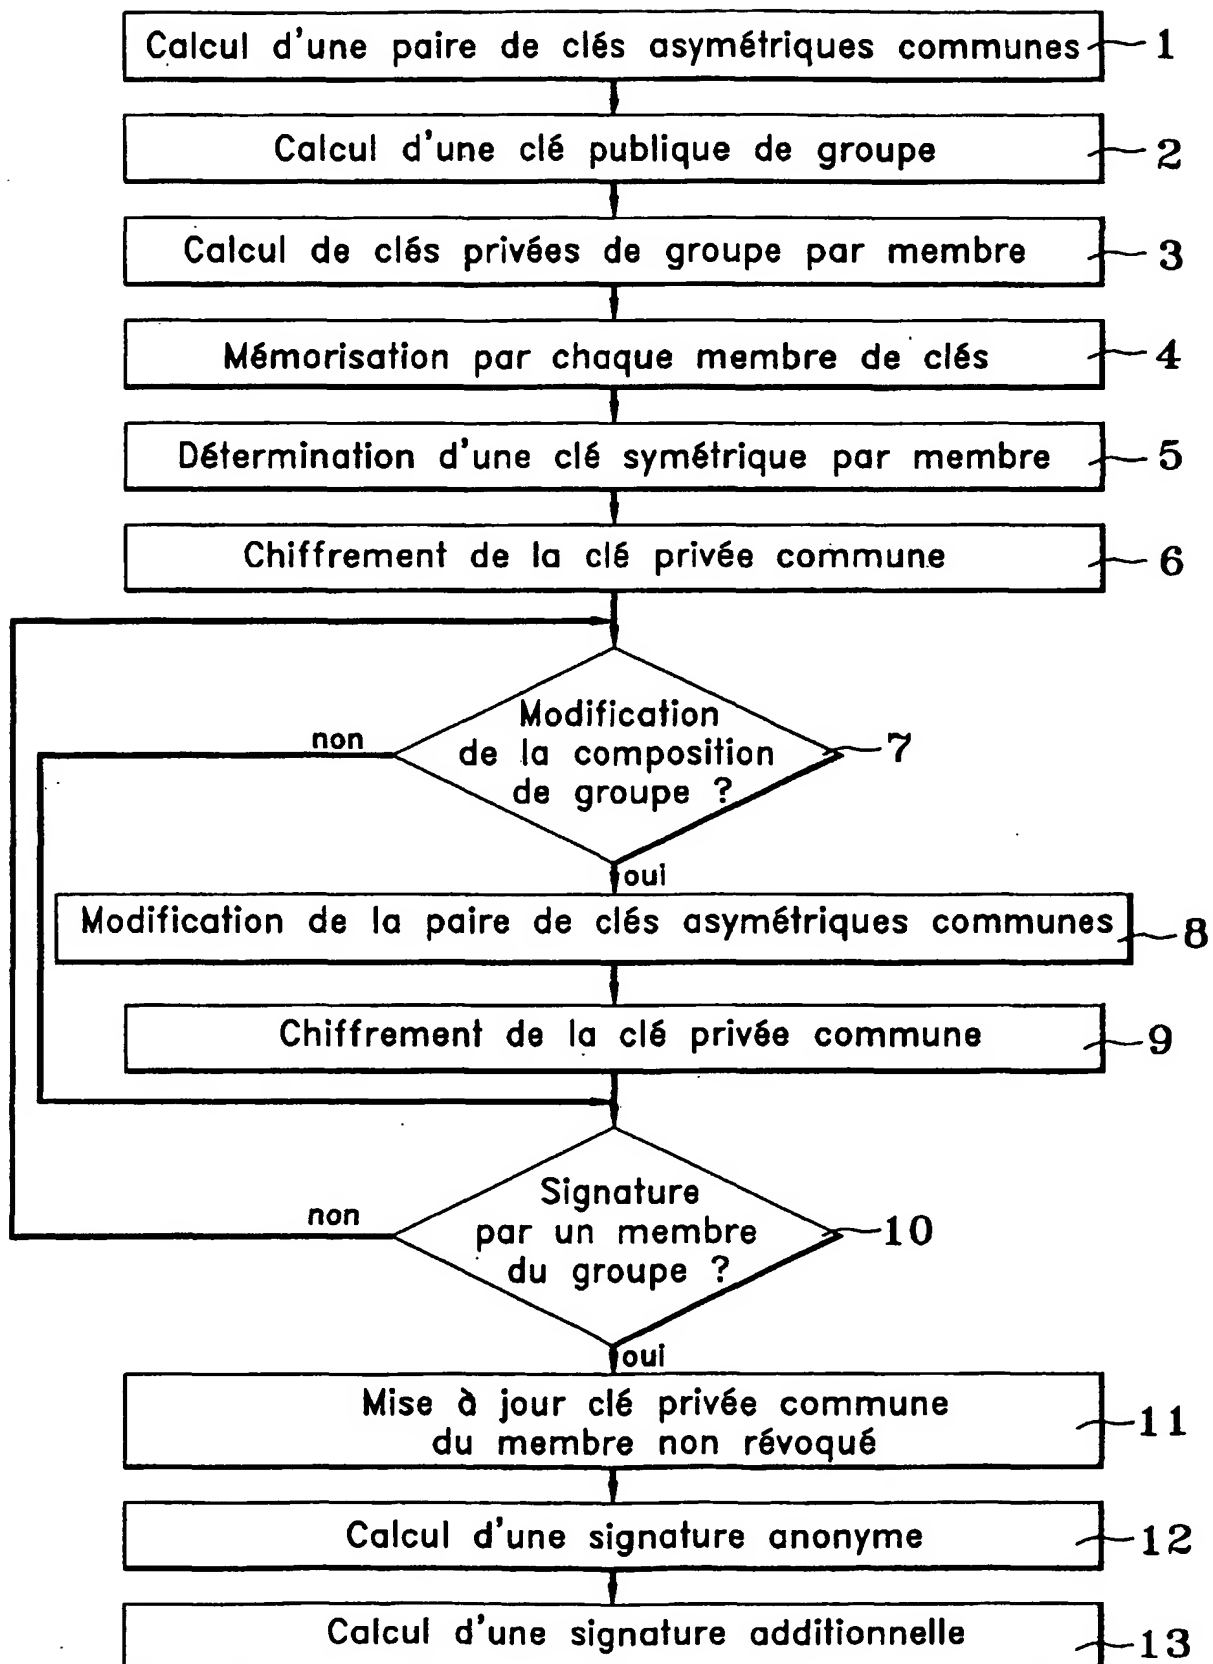 Calcul d'une paire de clés asymétriques communes 1
Calcul d'une clé publique de groupe 2
Calcul de clés privées de groupe par membre 3
Mémorisation par chaque membre de clés 4
Détermination d'une clé symétrique par membre 5
Chiffrement de la clé privée commune 6
Modification
de la composition
de groupe ?
7
non
oui
Modification de la paire de clés asymétriques communes 8
Chiffrement de la clé privée commune 9
Signature
par un membre
du groupe ?
10
non
oui
Mise à jour clé privée commune
du membre non révoqué
11
Calcul d'une signature anonyme 12
Calcul d'une signature additionnelle 13